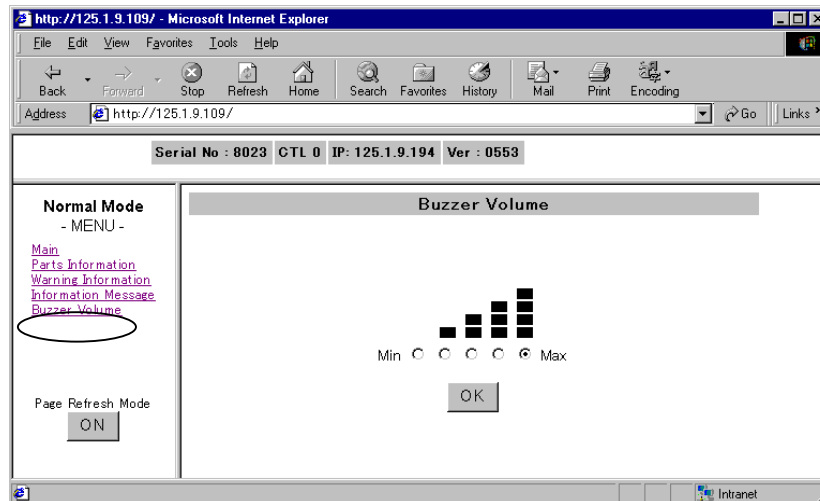 http://125.1.9.109/ - Microsoft Internet Explorer
File Edit View Favorites Tools Help
Back Forward Stop Refresh Home Search Favorites History Mail Print Encoding
Address http://125.1.9.109/ Go Links
Serial No : 8023 CTL 0 IP: 125.1.9.194 Ver : 0553
Normal Mode
- MENU -
Main
Parts Information
Warning Information
Information Message
Buzzer Volume
Page Refresh Mode
ON
Buzzer Volume
Min Max
OK
Intranet